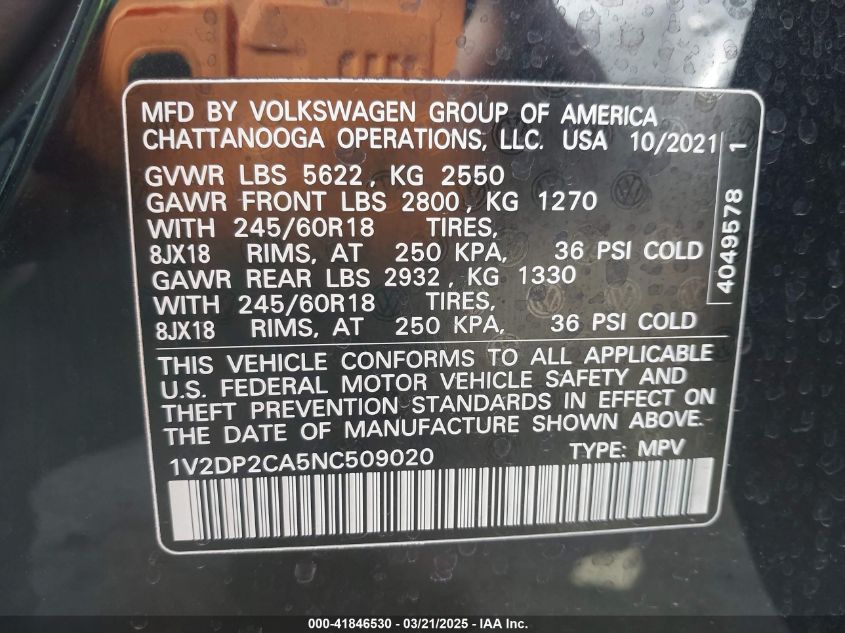 MFD BY VOLKSWAGEN GROUP OF AMERICA
CHATTANOOGA OPERATIONS, LLC. USA 10/2021
GVWR LBS 5622, KG 2550
GAWR FRONT LBS 2800, KG 1270
WITH 245/60R18 TIRES,
8JX18 RIMS, AT 250 KPA, 36 PSI COLD
GAWR REAR LBS 2932, KG 1330
WITH 245/60R18 TIRES,
8JX18 RIMS, AT 250 KPA, 36 PSI COLD
4049578 1
THIS VEHICLE CONFORMS TO ALL APPLICABLE
U.S. FEDERAL MOTOR VEHICLE SAFETY AND
THEFT PREVENTION STANDARDS IN EFFECT ON
THE DATE OF MANUFACTURE SHOWN ABOVE.
1V2DP2CA5NC509020 TYPE: MPV
000-41846530 - 03/21/2025 - IAA Inc.